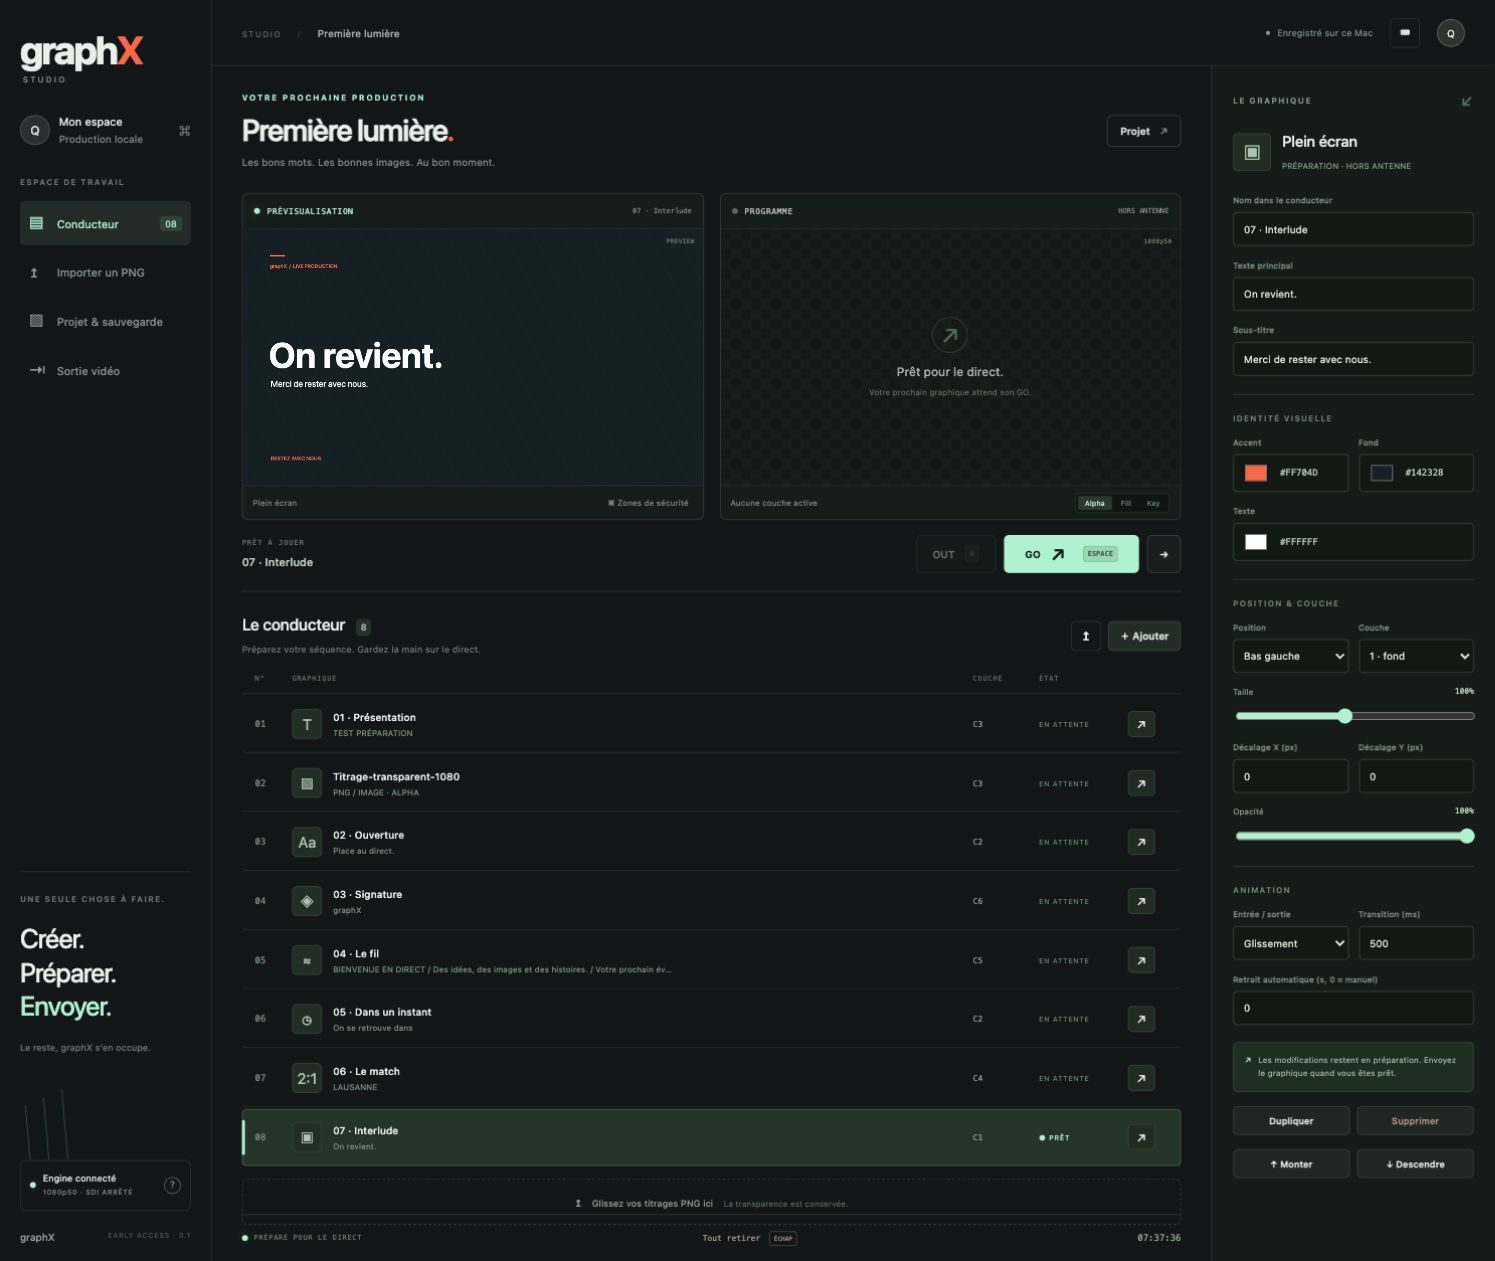 graphX
STUDIO
Q
Mon espace
Production locale
⌘
ESPACE DE TRAVAIL
Conducteur 08
Importer un PNG
Projet & sauvegarde
Sortie vidéo
UNE SEULE CHOSE À FAIRE.
Créer.
Préparer.
Envoyer.
Le reste, graphX s'en occupe.
Engine connecté
1080p50 · SDI ARRÊTÉ
?
graphX EARLY ACCESS · 0.1
STUDIO / Première lumière
Enregistré sur ce Mac
Q
VOTRE PROCHAINE PRODUCTION
Première lumière.
Les bons mots. Les bonnes images. Au bon moment.
Projet ↗
PRÉVISUALISATION 07 · Interlude
PREVIEW
graphX / LIVE PRODUCTION
On revient.
Merci de rester avec nous.
RESTEZ AVEC NOUS
Plein écran Zones de sécurité
PROGRAMME HORS ANTENNE
1080p50
Prêt pour le direct.
Votre prochain graphique attend son GO.
Aucune couche active Alpha Fill Key
PRÊT À JOUER
07 · Interlude
OUT 0
GO ↗ ESPACE
→
Le conducteur 8
Préparez votre séquence. Gardez la main sur le direct.
+ Ajouter
N° GRAPHIQUE COUCHE ÉTAT
01 T 01 · Présentation C3 EN ATTENTE ↗
TEST PRÉPARATION
02 Titrage-transparent-1080 C3 EN ATTENTE ↗
PNG / IMAGE · ALPHA
03 Aa 02 · Ouverture C2 EN ATTENTE ↗
Place au direct.
04 03 · Signature C6 EN ATTENTE ↗
graphX
05 ≈ 04 · Le fil C5 EN ATTENTE ↗
BIENVENUE EN DIRECT / Des idées, des images et des histoires. / Votre prochain év…
06 05 · Dans un instant C2 EN ATTENTE ↗
On se retrouve dans
07 2:1 06 · Le match C4 EN ATTENTE ↗
LAUSANNE
08 07 · Interlude C1 PRÊT ↗
On revient.
Glissez vos titrages PNG ici La transparence est conservée.
PRÉPARÉ POUR LE DIRECT Tout retirer ÉCHAP 07:37:36
LE GRAPHIQUE
Plein écran
PRÉPARATION · HORS ANTENNE
Nom dans le conducteur
07 · Interlude
Texte principal
On revient.
Sous-titre
Merci de rester avec nous.
IDENTITÉ VISUELLE
Accent Fond
#FF704D #142328
Texte
#FFFFFF
POSITION & COUCHE
Position Couche
Bas gauche 1 · fond
Taille 100%
Décalage X (px) Décalage Y (px)
0 0
Opacité 100%
ANIMATION
Entrée / sortie Transition (ms)
Glissement 500
Retrait automatique (s, 0 = manuel)
0
↗ Les modifications restent en préparation. Envoyez
le graphique quand vous êtes prêt.
Dupliquer Supprimer
↑ Monter ↓ Descendre